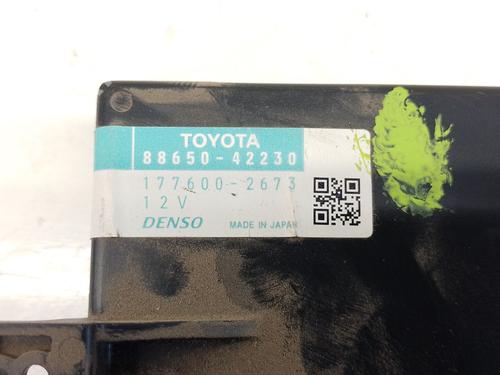 TOYOTA
88650-42230
177600-2673
12V
DENSO MADE IN JAPAN